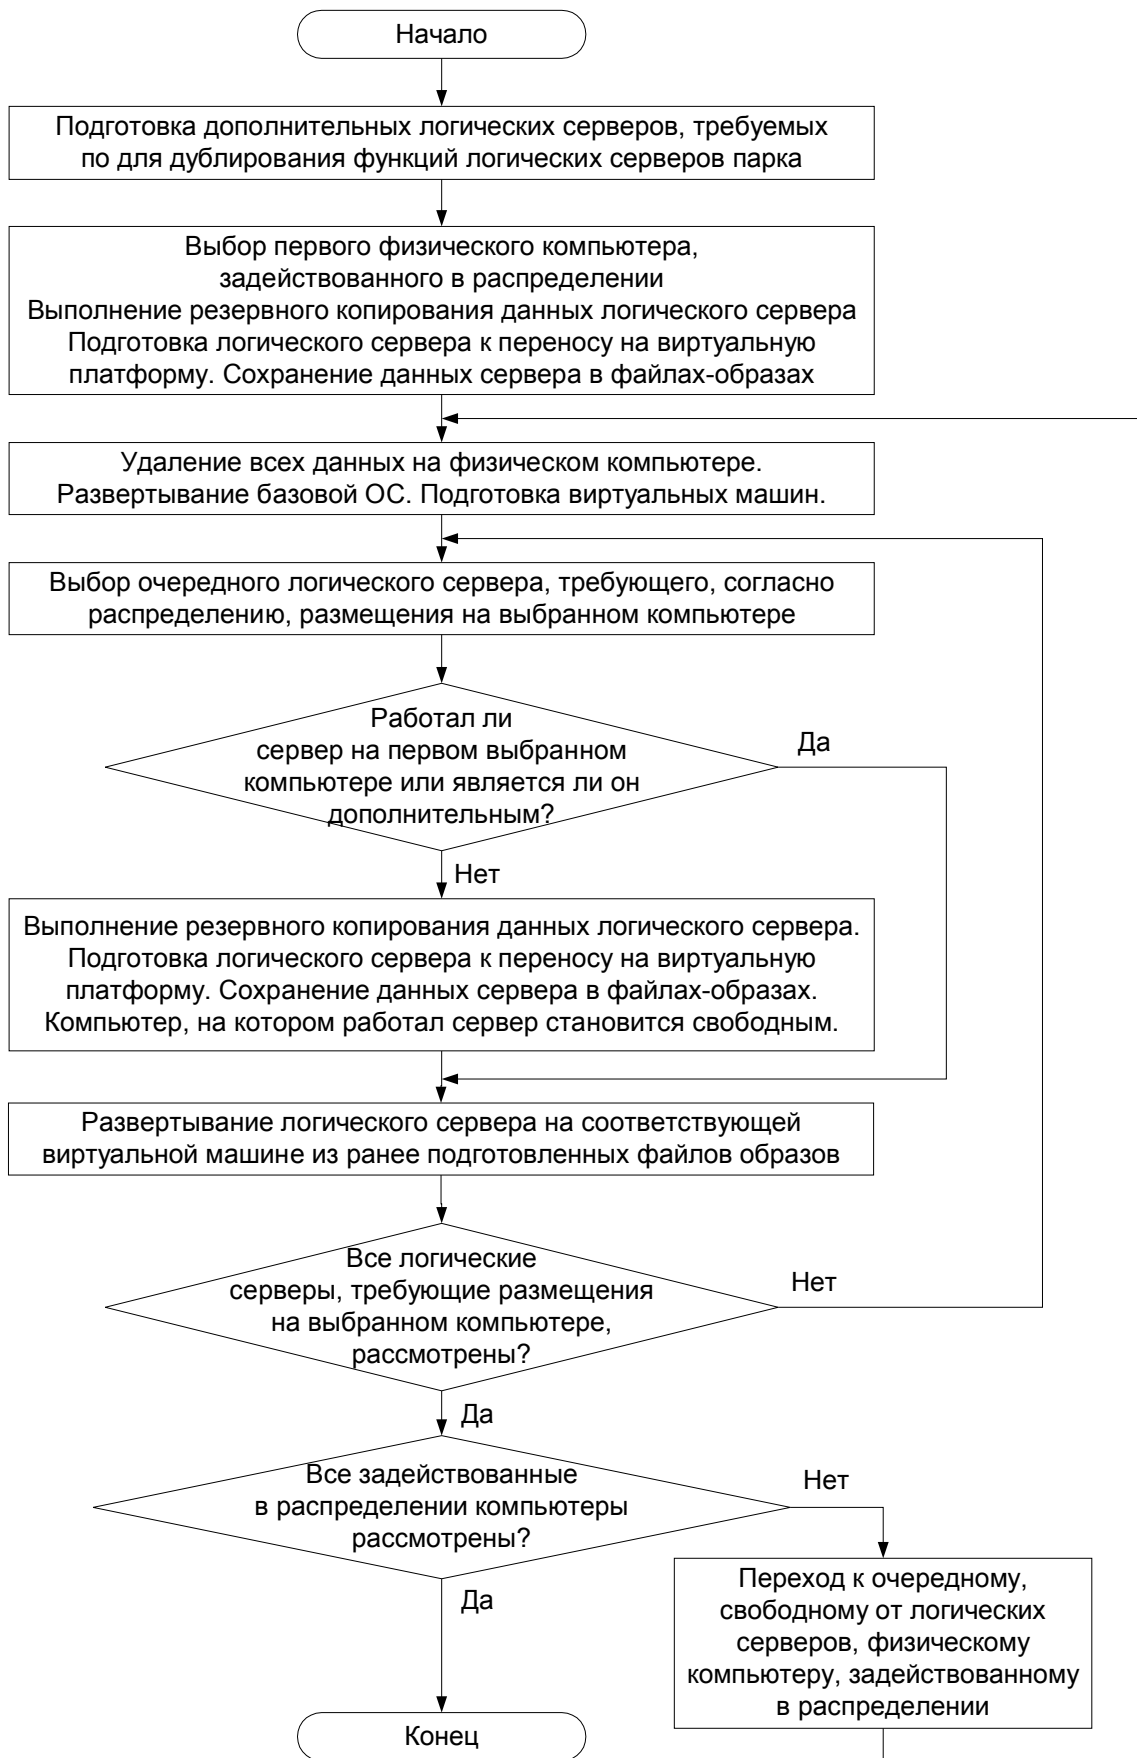 Начало
Подготовка дополнительных логических серверов, требуемых
по для дублирования функций логических серверов парка
Выбор первого физического компьютера,
задействованного в распределении
Выполнение резервного копирования данных логического сервера
Подготовка логического сервера к переносу на виртуальную
платформу. Сохранение данных сервера в файлах-образах
Удаление всех данных на физическом компьютере.
Развертывание базовой ОС. Подготовка виртуальных машин.
Выбор очередного логического сервера, требующего, согласно
распределению, размещения на выбранном компьютере
Работал ли
сервер на первом выбранном
компьютере или является ли он
дополнительным?
Да
Нет
Выполнение резервного копирования данных логического сервера.
Подготовка логического сервера к переносу на виртуальную
платформу. Сохранение данных сервера в файлах-образах.
Компьютер, на котором работал сервер становится свободным.
Развертывание логического сервера на соответствующей
виртуальной машине из ранее подготовленных файлов образов
Все логические
серверы, требующие размещения
на выбранном компьютере,
рассмотрены?
Нет
Да
Все задействованные
в распределении компьютеры
рассмотрены?
Нет
Да
Переход к очередному,
свободному от логических
серверов, физическому
компьютеру, задействованному
в распределении
Конец